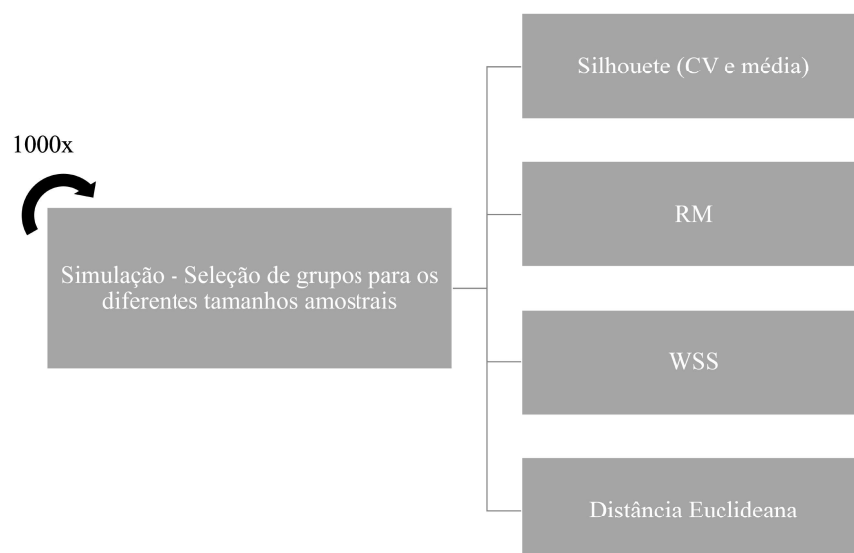 1000x
Simulação - Seleção de grupos para os
diferentes tamanhos amostrais
Silhouete (CV e média)
RM
WSS
Distância Euclideana